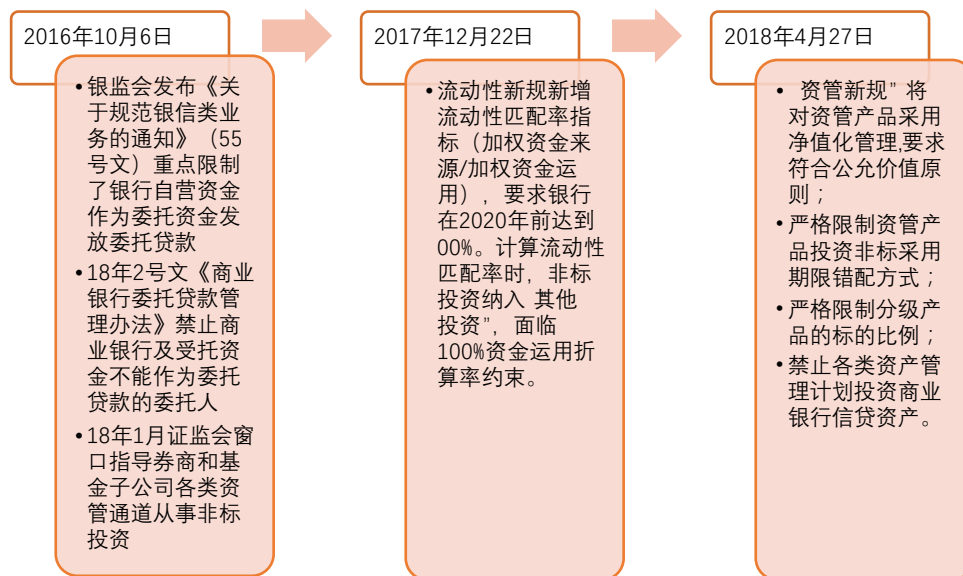 2016年10月6日
•银监会发布《关
于规范银信类业
务的通知》（55
号文）重点限制
了银行自营资金
作为委托资金发
放委托贷款
•18年2号文《商业
银行委托贷款管
理办法》禁止商
业银行及受托资
金不能作为委托
贷款的委托人
•18年1月证监会窗
口指导券商和基
金子公司各类资
管通道从事非标
投资
2017年12月22日
•流动性新规新增
流动性匹配率指
标（加权资金来
源/加权资金运
用），要求银行
在2020年前达到
00%。计算流动性
匹配率时，非标
投资纳入 其他
投资”，面临
100%资金运用折
算率约束。
2018年4月27日
• 资管新规” 将
对资管产品采用
净值化管理,要求
符合公允价值原
则；
•严格限制资管产
品投资非标采用
期限错配方式；
•严格限制分级产
品的标的比例；
•禁止各类资产管
理计划投资商业
银行信贷资产。